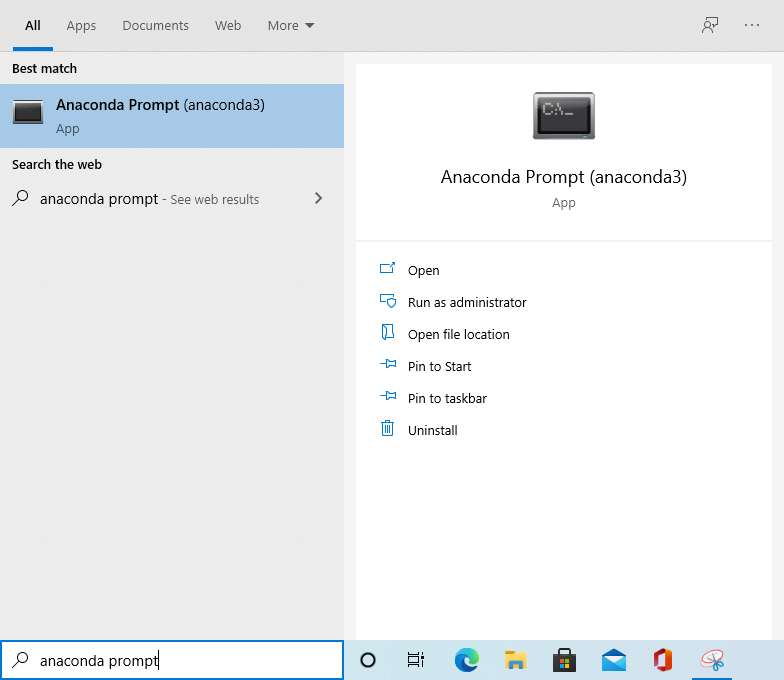 All Apps Documents Web More
Best match
Anaconda Prompt (anaconda3)
App
Search the web
anaconda prompt - See web results
C:\_
Anaconda Prompt (anaconda3)
App
Open
Run as administrator
Open file location
Pin to Start
Pin to taskbar
Uninstall
anaconda prompt